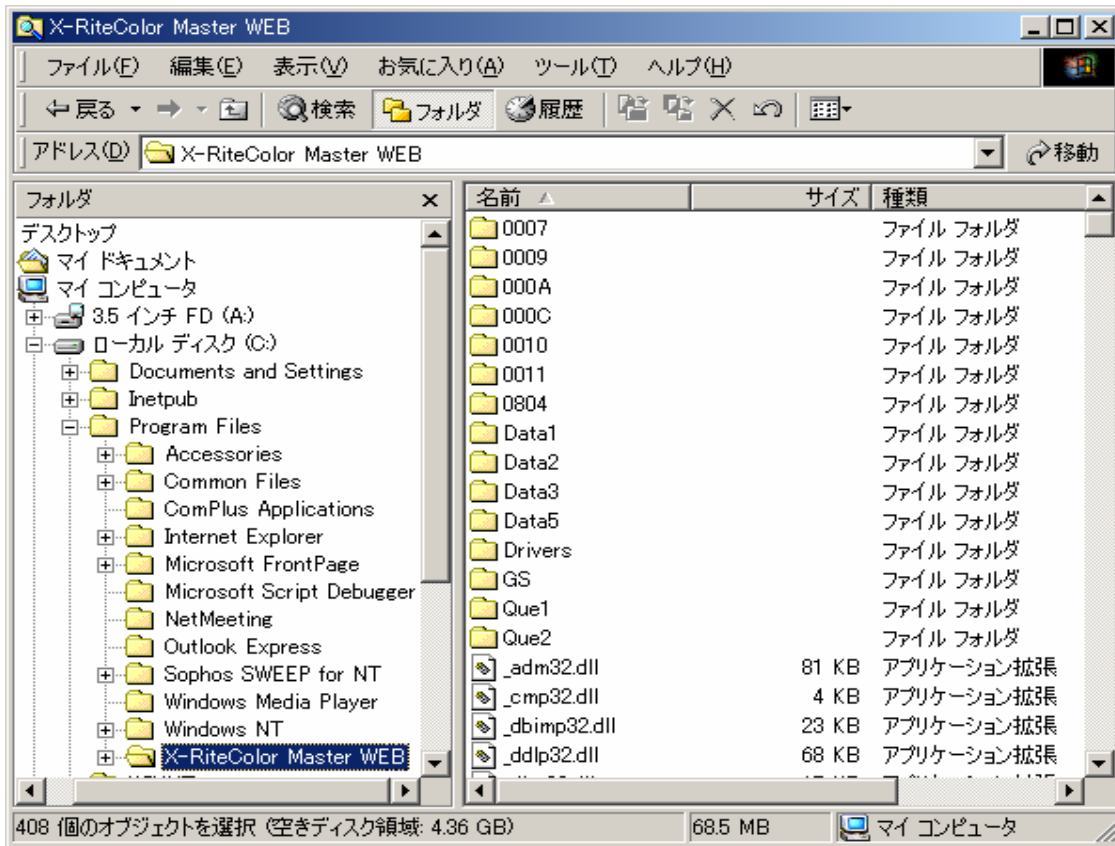 X-RiteColor Master WEB
ファイル(F) 編集(E) 表示(V) お気に入り(A) ツール(T) ヘルプ(H)
戻る 検索 フォルダ 履歴
アドレス(D) X-RiteColor Master WEB 移動
フォルダ
デスクトップ
マイ ドキュメント
マイ コンピュータ
3.5 インチ FD (A:)
ローカル ディスク (C:)
Documents and Settings
Inetpub
Program Files
Accessories
Common Files
ComPlus Applications
Internet Explorer
Microsoft FrontPage
Microsoft Script Debugger
NetMeeting
Outlook Express
Sophos SWEEP for NT
Windows Media Player
Windows NT
X-RiteColor Master WEB
名前 サイズ 種類
0007 ファイル フォルダ
0009 ファイル フォルダ
000A ファイル フォルダ
000C ファイル フォルダ
0010 ファイル フォルダ
0011 ファイル フォルダ
0804 ファイル フォルダ
Data1 ファイル フォルダ
Data2 ファイル フォルダ
Data3 ファイル フォルダ
Data5 ファイル フォルダ
Drivers ファイル フォルダ
GS ファイル フォルダ
Que1 ファイル フォルダ
Que2 ファイル フォルダ
_adm32.dll 81 KB アプリケーション拡張
_cmp32.dll 4 KB アプリケーション拡張
_dbimp32.dll 23 KB アプリケーション拡張
_ddlp32.dll 68 KB アプリケーション拡張
408 個のオブジェクトを選択 (空きディスク領域: 4.36 GB) 68.5 MB マイ コンピュータ